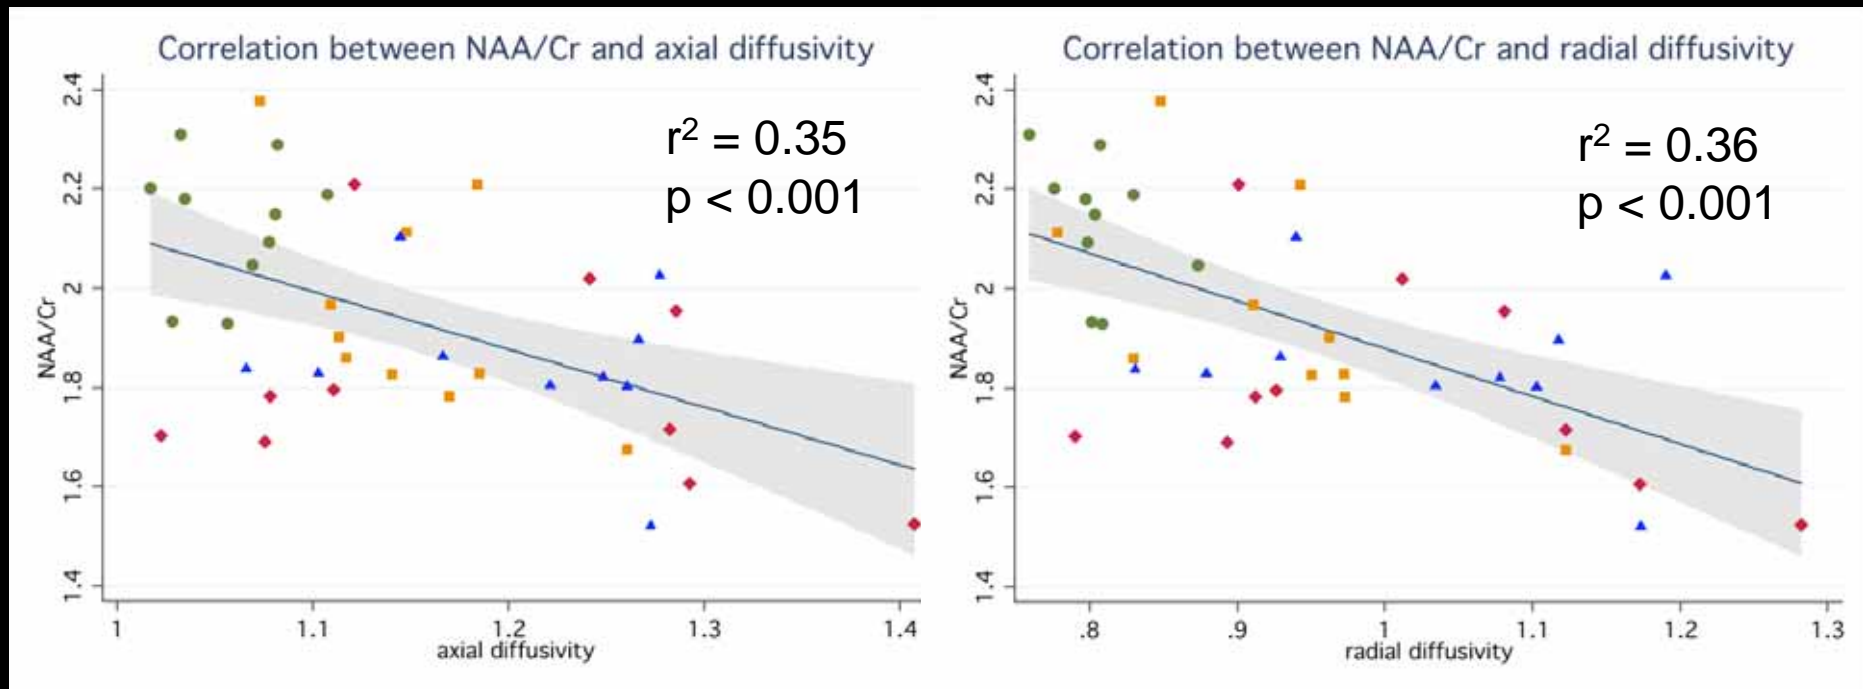 Correlation between NAA/Cr and axial diffusivity
r² = 0.35
p < 0.001
NAA/Cr
2.4
2.2
2
1.8
1.6
1.4
1 1.1 1.2 1.3 1.4
axial diffusivity
Correlation between NAA/Cr and radial diffusivity
r² = 0.36
p < 0.001
NAA/Cr
2.4
2.2
2
1.8
1.6
1.4
.8 .9 1 1.1 1.2 1.3
radial diffusivity